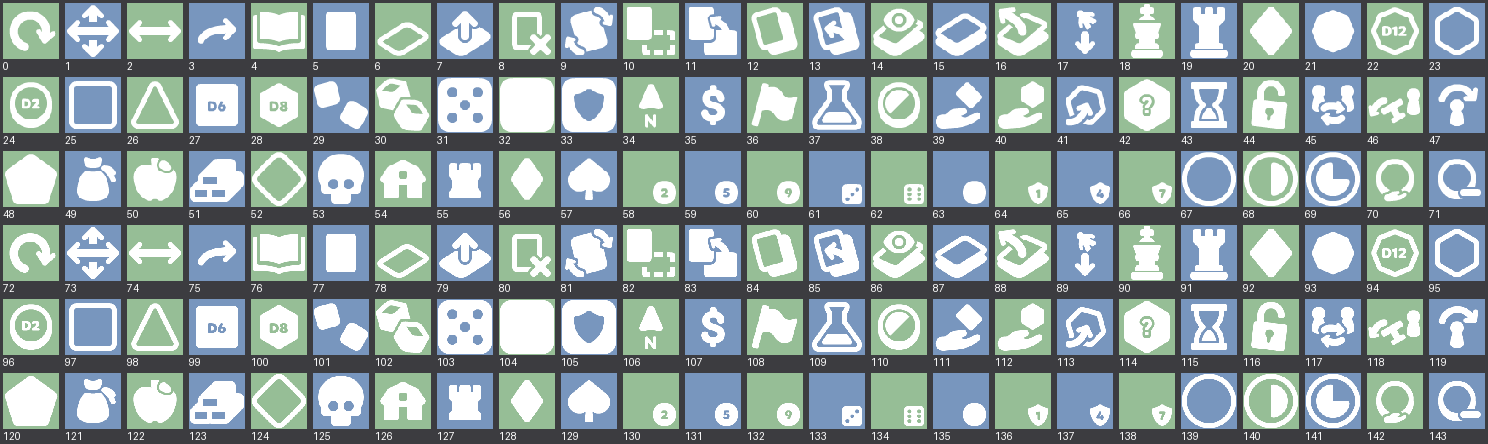 0 1 2 3 4 5 6 7 8 9 10 11 12 13 14 15 16 17 18 19 20 21 22 23
D12
24 25 26 27 28 29 30 31 32 33 34 35 36 37 38 39 40 41 42 43 44 45 46 47
D2 D6 D8 N $ ?
48 49 50 51 52 53 54 55 56 57 58 59 60 61 62 63 64 65 66 67 68 69 70 71
2 5 9 1 4 7
72 73 74 75 76 77 78 79 80 81 82 83 84 85 86 87 88 89 90 91 92 93 94 95
D12
96 97 98 99 100 101 102 103 104 105 106 107 108 109 110 111 112 113 114 115 116 117 118 119
D2 D6 D8 N $ ?
120 121 122 123 124 125 126 127 128 129 130 131 132 133 134 135 136 137 138 139 140 141 142 143
2 5 9 1 4 7